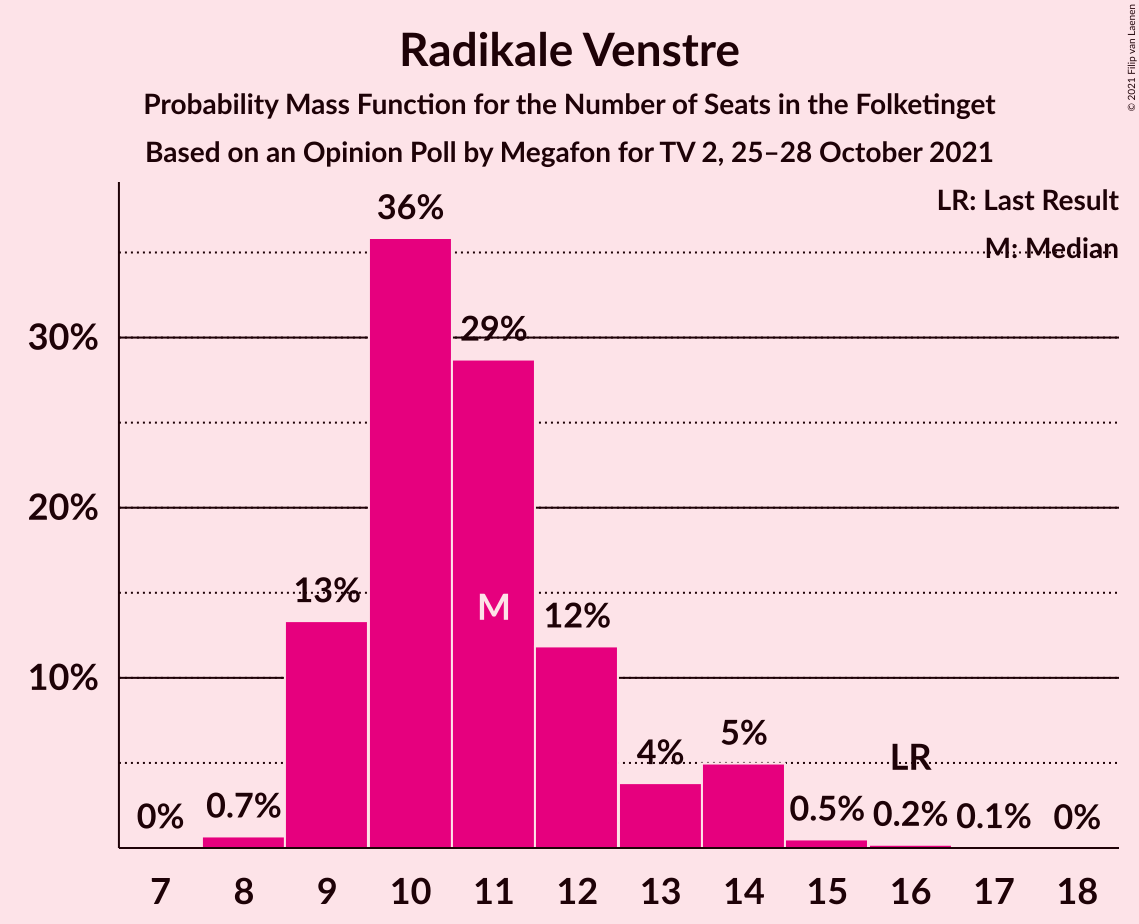 Radikale Venstre
Probability Mass Function for the Number of Seats in the Folketinget
Based on an Opinion Poll by Megafon for TV 2, 25–28 October 2021
© 2021 Filip van Laenen
LR: Last Result
M: Median
30%
20%
10%
0%
0.7%
13%
36%
29%
M
12%
4%
5%
0.5%
LR
0.2%
0.1%
0%
7 8 9 10 11 12 13 14 15 16 17 18